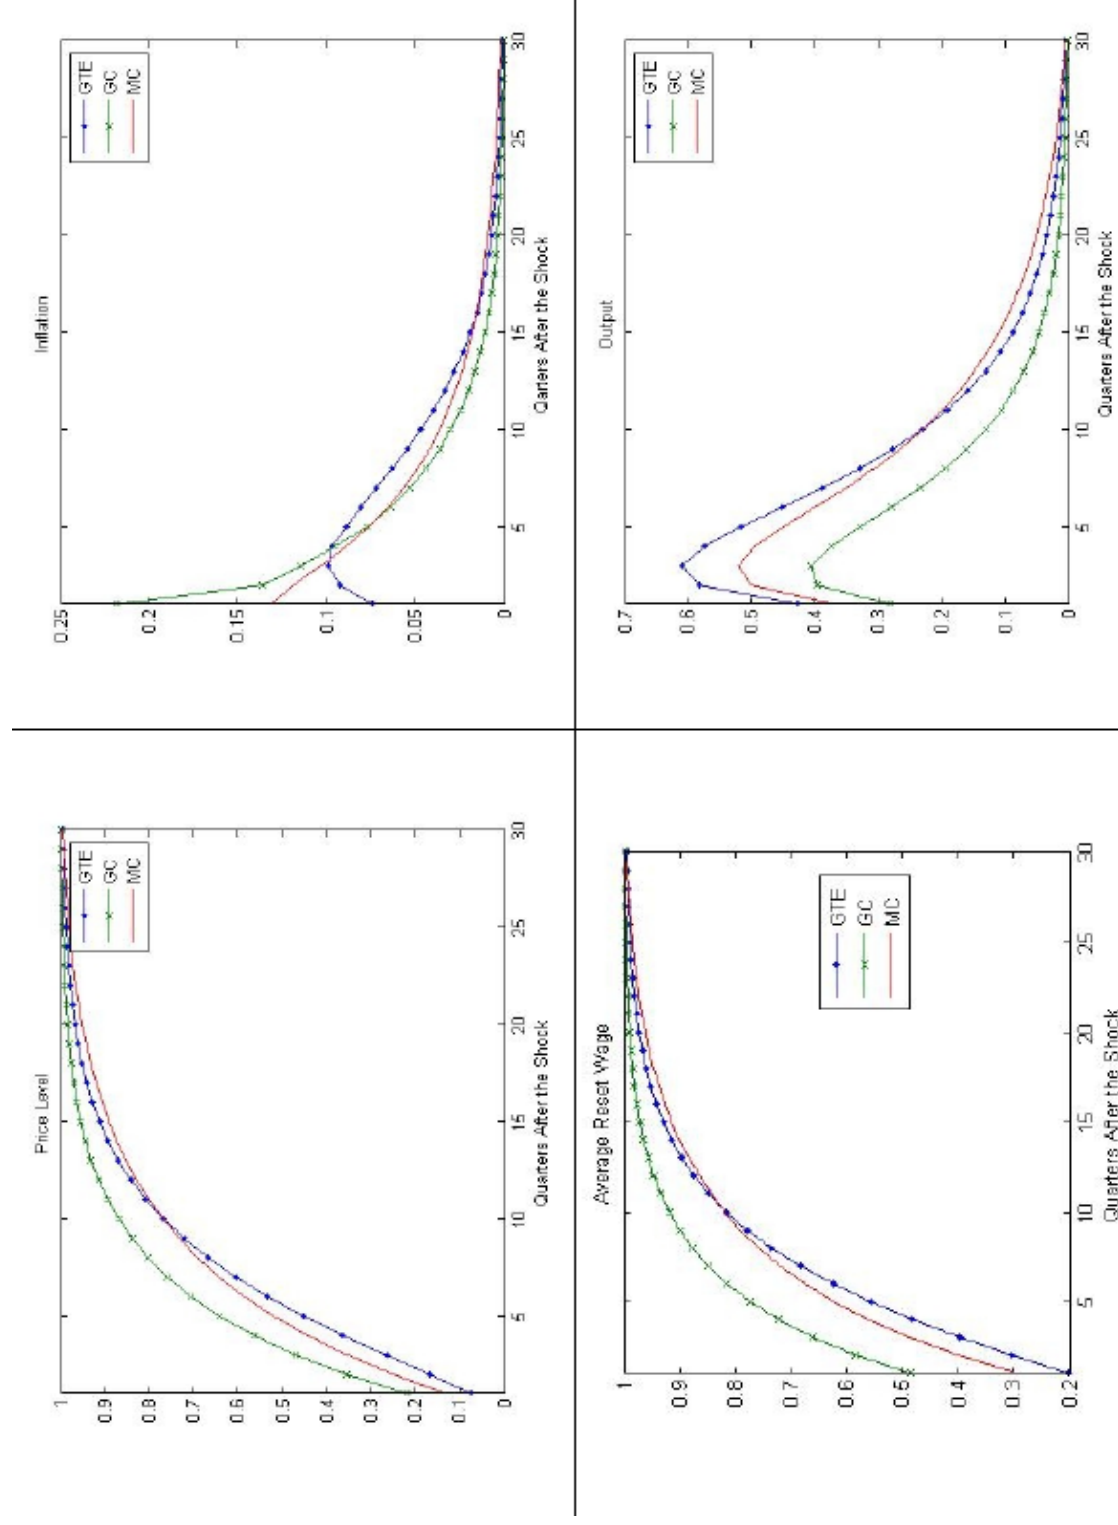 Price Level
1
0.9
0.8
0.7
0.6
0.5
0.4
0.3
0.2
0.1
0
5
10
15
20
25
30
Quarters After the Shock
GTE
GC
MC
Inflation
0.25
0.2
0.15
0.1
0.05
0
5
10
15
20
25
30
Qarters After the Shock
GTE
GC
MC
Average Reset Wage
1
0.9
0.8
0.7
0.6
0.5
0.4
0.3
0.2
5
10
15
20
25
30
Quarters After the Shock
GTE
GC
MC
Output
0.7
0.6
0.5
0.4
0.3
0.2
0.1
0
5
10
15
20
25
30
Quarters After the Shock
GTE
GC
MC